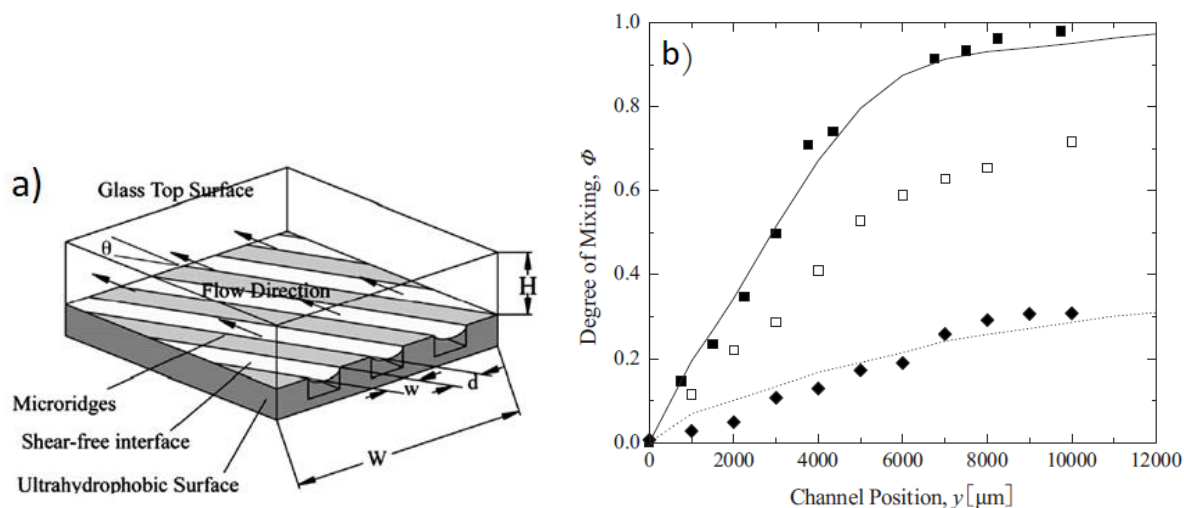 a)
Glass Top Surface
θ
Flow Direction
H
w
d
W
Microridges
Shear-free interface
Ultrahydrophobic Surface
b)
Degree of Mixing, Φ
1.0
0.8
0.6
0.4
0.2
0.0
0 2000 4000 6000 8000 10000 12000
Channel Position, y[μm]